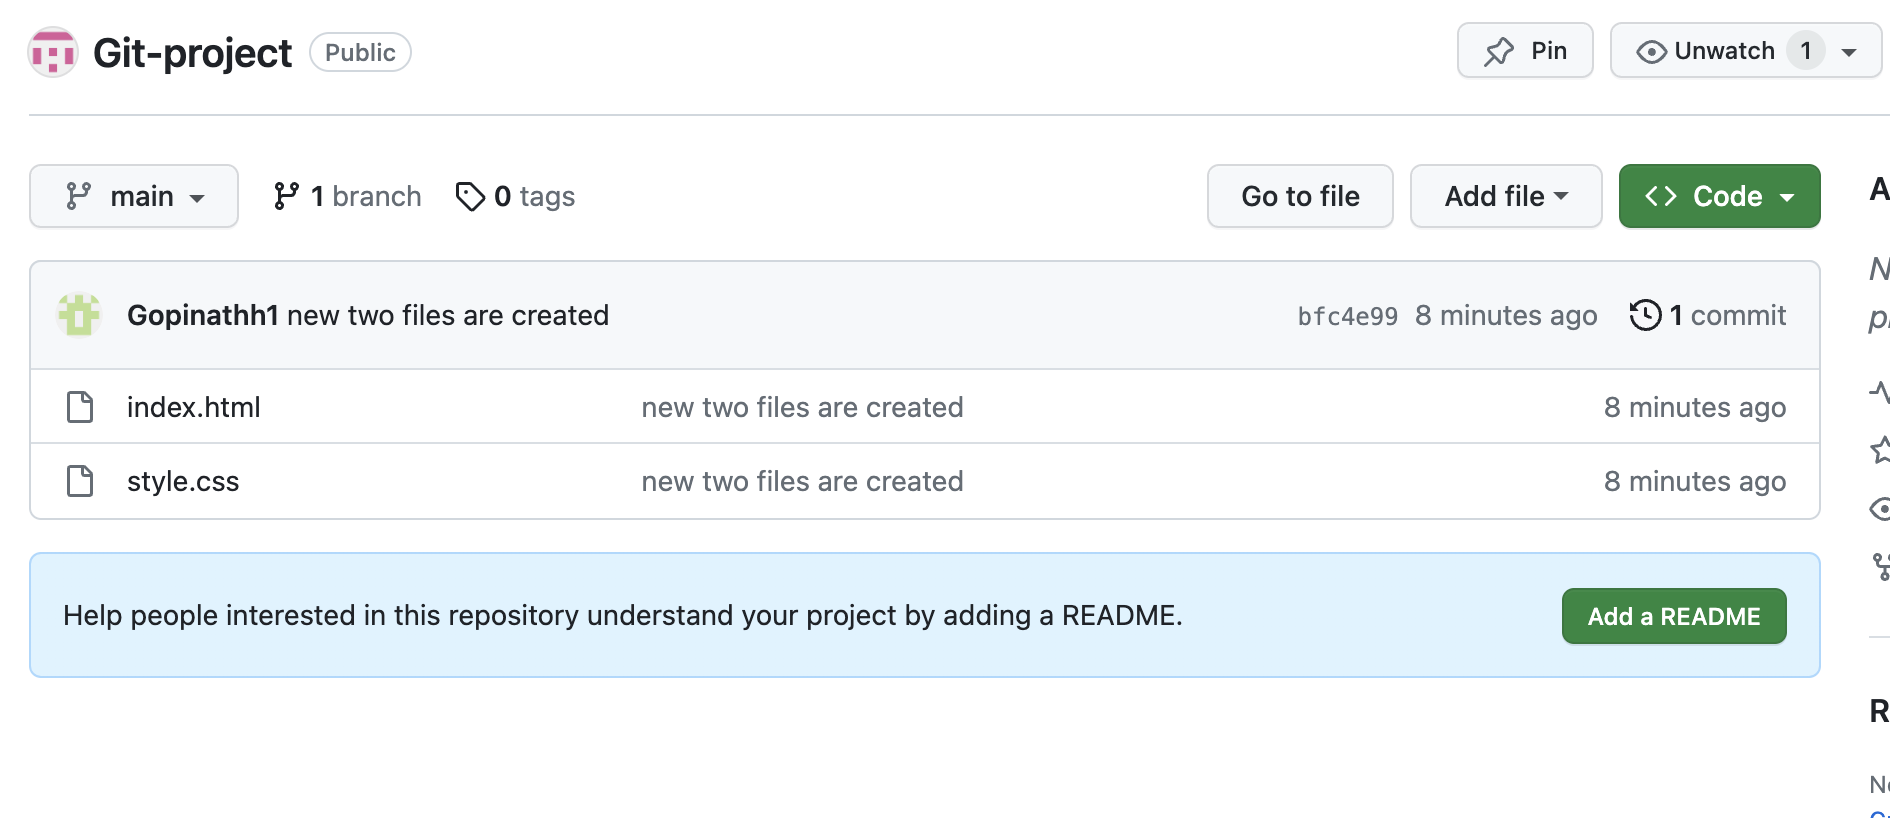 Git-project Public Pin Unwatch 1
main 1 branch 0 tags Go to file Add file Code
Gopinathh1 new two files are created bfc4e99 8 minutes ago 1 commit
index.html new two files are created 8 minutes ago
style.css new two files are created 8 minutes ago
Help people interested in this repository understand your project by adding a README. Add a README